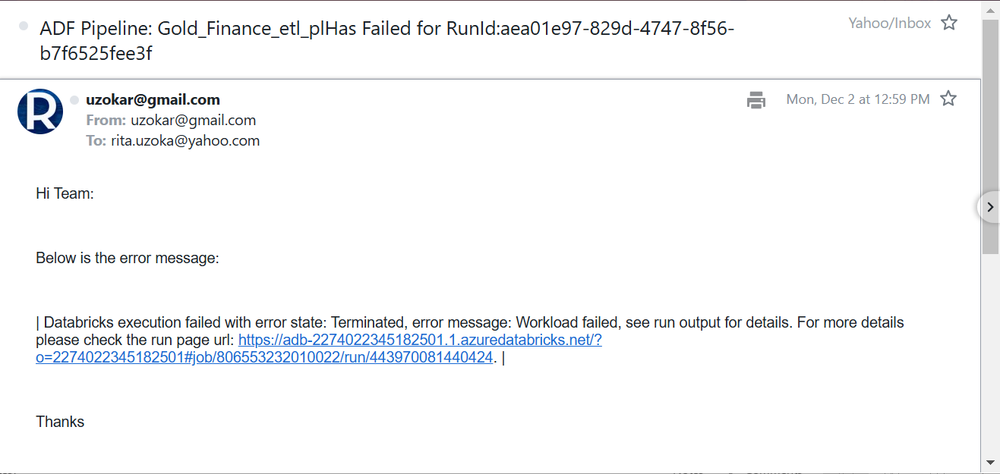 ADF Pipeline: Gold_Finance_etl_plHas Failed for RunId:aea01e97-829d-4747-8f56-
b7f6525fee3f
Yahoo/Inbox
R
uzokar@gmail.com
Mon, Dec 2 at 12:59 PM
From: uzokar@gmail.com
To: rita.uzoka@yahoo.com
Hi Team:
Below is the error message:
| Databricks execution failed with error state: Terminated, error message: Workload failed, see run output for details. For more details
please check the run page url: https://adb-2274022345182501.1.azuredatabricks.net/?
o=2274022345182501#job/806553232010022/run/443970081440424. |
Thanks